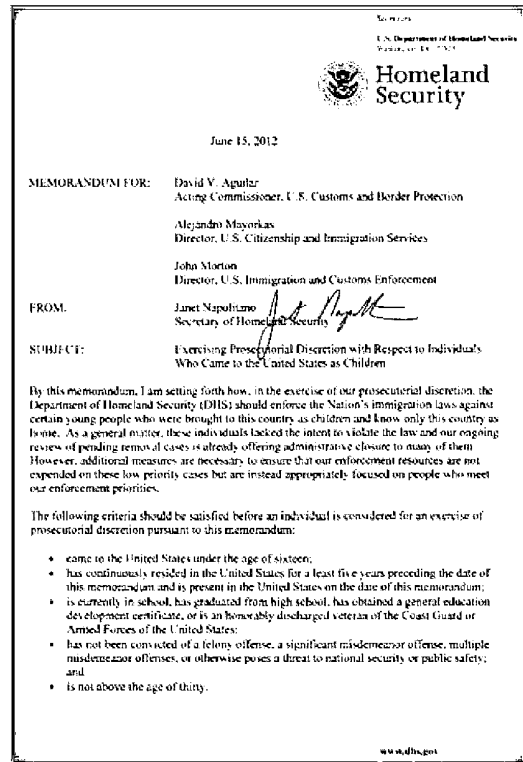 Secretary
U.S. Department of Homeland Security
Washington, DC
Homeland
Security
June 15, 2012
MEMORANDUM FOR: David V. Aguilar
Acting Commissioner, U.S. Customs and Border Protection
Alejandro Mayorkas
Director, U.S. Citizenship and Immigration Services
John Morton
Director, U.S. Immigration and Customs Enforcement
FROM: Janet Napolitano
Secretary of Homeland Security
SUBJECT: Exercising Prosecutorial Discretion with Respect to Individuals
Who Came to the United States as Children
By this memorandum, I am setting forth how, in the exercise of our prosecutorial discretion, the
Department of Homeland Security (DHS) should enforce the Nation's immigration laws against
certain young people who were brought to this country as children and know only this country as
home. As a general matter, these individuals lacked the intent to violate the law and our ongoing
review of pending removal cases is already offering administrative closure to many of them
However, additional measures are necessary to ensure that our enforcement resources are not
expended on these low priority cases but are instead appropriately focused on people who meet
our enforcement priorities.
The following criteria should be satisfied before an individual is considered for an exercise of
prosecutorial discretion pursuant to this memorandum:
• came to the United States under the age of sixteen;
• has continuously resided in the United States for a least five years preceding the date of
this memorandum and is present in the United States on the date of this memorandum;
• is currently in school, has graduated from high school, has obtained a general education
development certificate, or is an honorably discharged veteran of the Coast Guard or
Armed Forces of the United States;
• has not been convicted of a felony offense, a significant misdemeanor offense, multiple
misdemeanor offenses, or otherwise poses a threat to national security or public safety;
and
• is not above the age of thirty.
www.dhs.gov